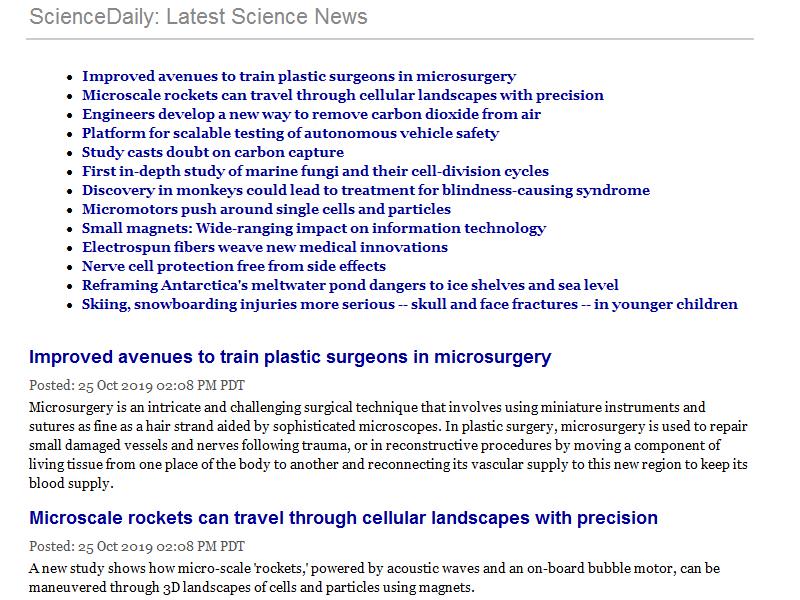 ScienceDaily: Latest Science News
Improved avenues to train plastic surgeons in microsurgery
Microscale rockets can travel through cellular landscapes with precision
Engineers develop a new way to remove carbon dioxide from air
Platform for scalable testing of autonomous vehicle safety
Study casts doubt on carbon capture
First in-depth study of marine fungi and their cell-division cycles
Discovery in monkeys could lead to treatment for blindness-causing syndrome
Micromotors push around single cells and particles
Small magnets: Wide-ranging impact on information technology
Electrospun fibers weave new medical innovations
Nerve cell protection free from side effects
Reframing Antarctica's meltwater pond dangers to ice shelves and sea level
Skiing, snowboarding injuries more serious -- skull and face fractures -- in younger children
Improved avenues to train plastic surgeons in microsurgery
Posted: 25 Oct 2019 02:08 PM PDT
Microsurgery is an intricate and challenging surgical technique that involves using miniature instruments and
sutures as fine as a hair strand aided by sophisticated microscopes. In plastic surgery, microsurgery is used to repair
small damaged vessels and nerves following trauma, or in reconstructive procedures by moving a component of
living tissue from one place of the body to another and reconnecting its vascular supply to this new region to keep its
blood supply.
Microscale rockets can travel through cellular landscapes with precision
Posted: 25 Oct 2019 02:08 PM PDT
A new study shows how micro-scale 'rockets,' powered by acoustic waves and an on-board bubble motor, can be
maneuvered through 3D landscapes of cells and particles using magnets.